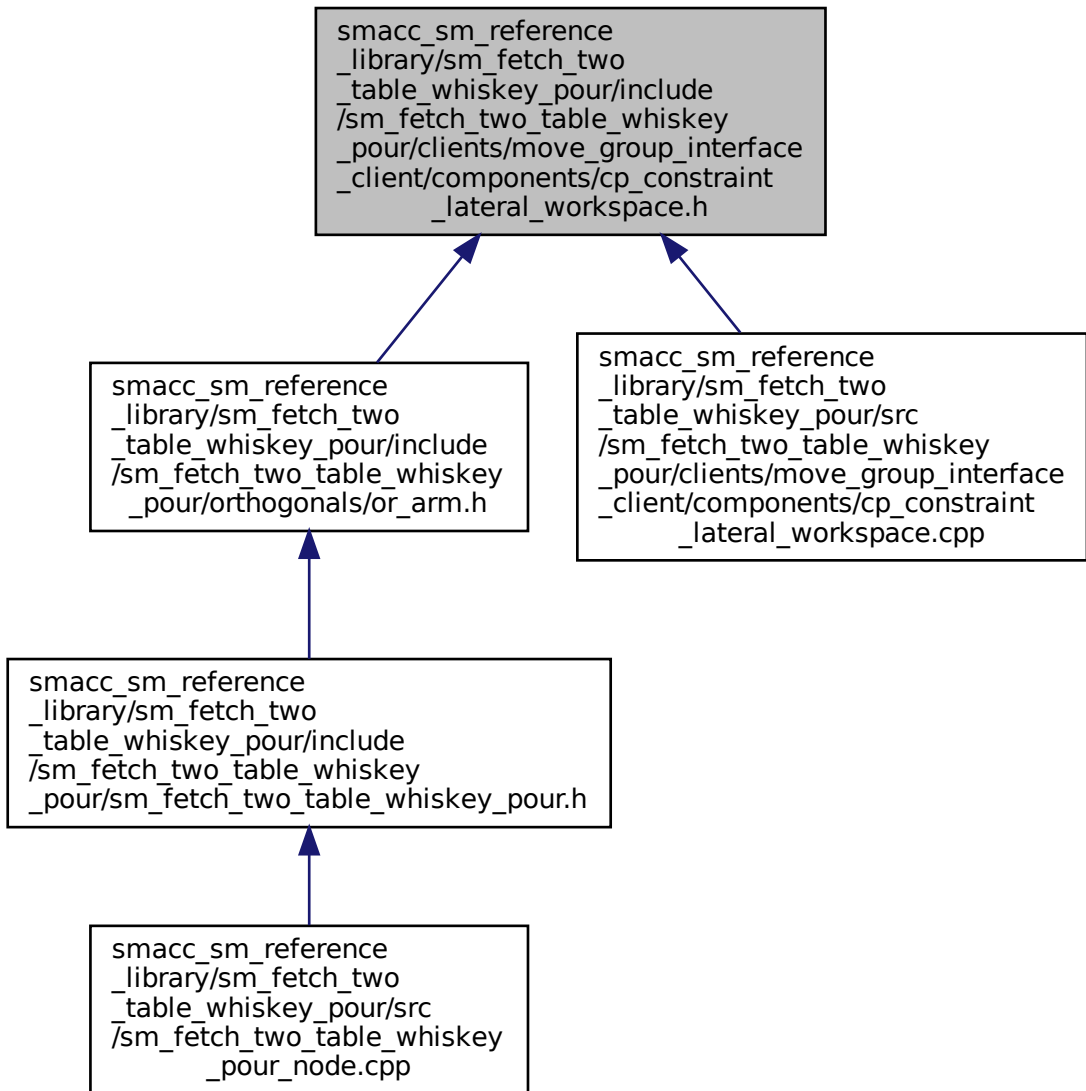 smacc_sm_reference
_library/sm_fetch_two
_table_whiskey_pour/include
/sm_fetch_two_table_whiskey
_pour/clients/move_group_interface
_client/components/cp_constraint
_lateral_workspace.h
smacc_sm_reference
_library/sm_fetch_two
_table_whiskey_pour/include
/sm_fetch_two_table_whiskey
_pour/orthogonals/or_arm.h
smacc_sm_reference
_library/sm_fetch_two
_table_whiskey_pour/src
/sm_fetch_two_table_whiskey
_pour/clients/move_group_interface
_client/components/cp_constraint
_lateral_workspace.cpp
smacc_sm_reference
_library/sm_fetch_two
_table_whiskey_pour/include
/sm_fetch_two_table_whiskey
_pour/sm_fetch_two_table_whiskey_pour.h
smacc_sm_reference
_library/sm_fetch_two
_table_whiskey_pour/src
/sm_fetch_two_table_whiskey
_pour_node.cpp